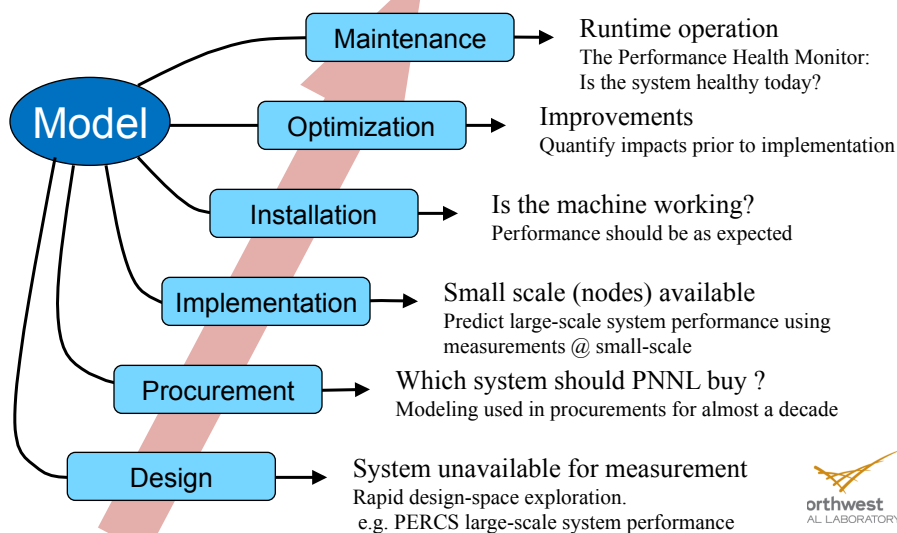 Model
Maintenance
Runtime operation
The Performance Health Monitor:
Is the system healthy today?
Optimization
Improvements
Quantify impacts prior to implementation
Installation
Is the machine working?
Performance should be as expected
Implementation
Small scale (nodes) available
Predict large-scale system performance using
measurements @ small-scale
Procurement
Which system should PNNL buy ?
Modeling used in procurements for almost a decade
Design
System unavailable for measurement
Rapid design-space exploration.
e.g. PERCS large-scale system performance
orthwest
AL LABORATORY